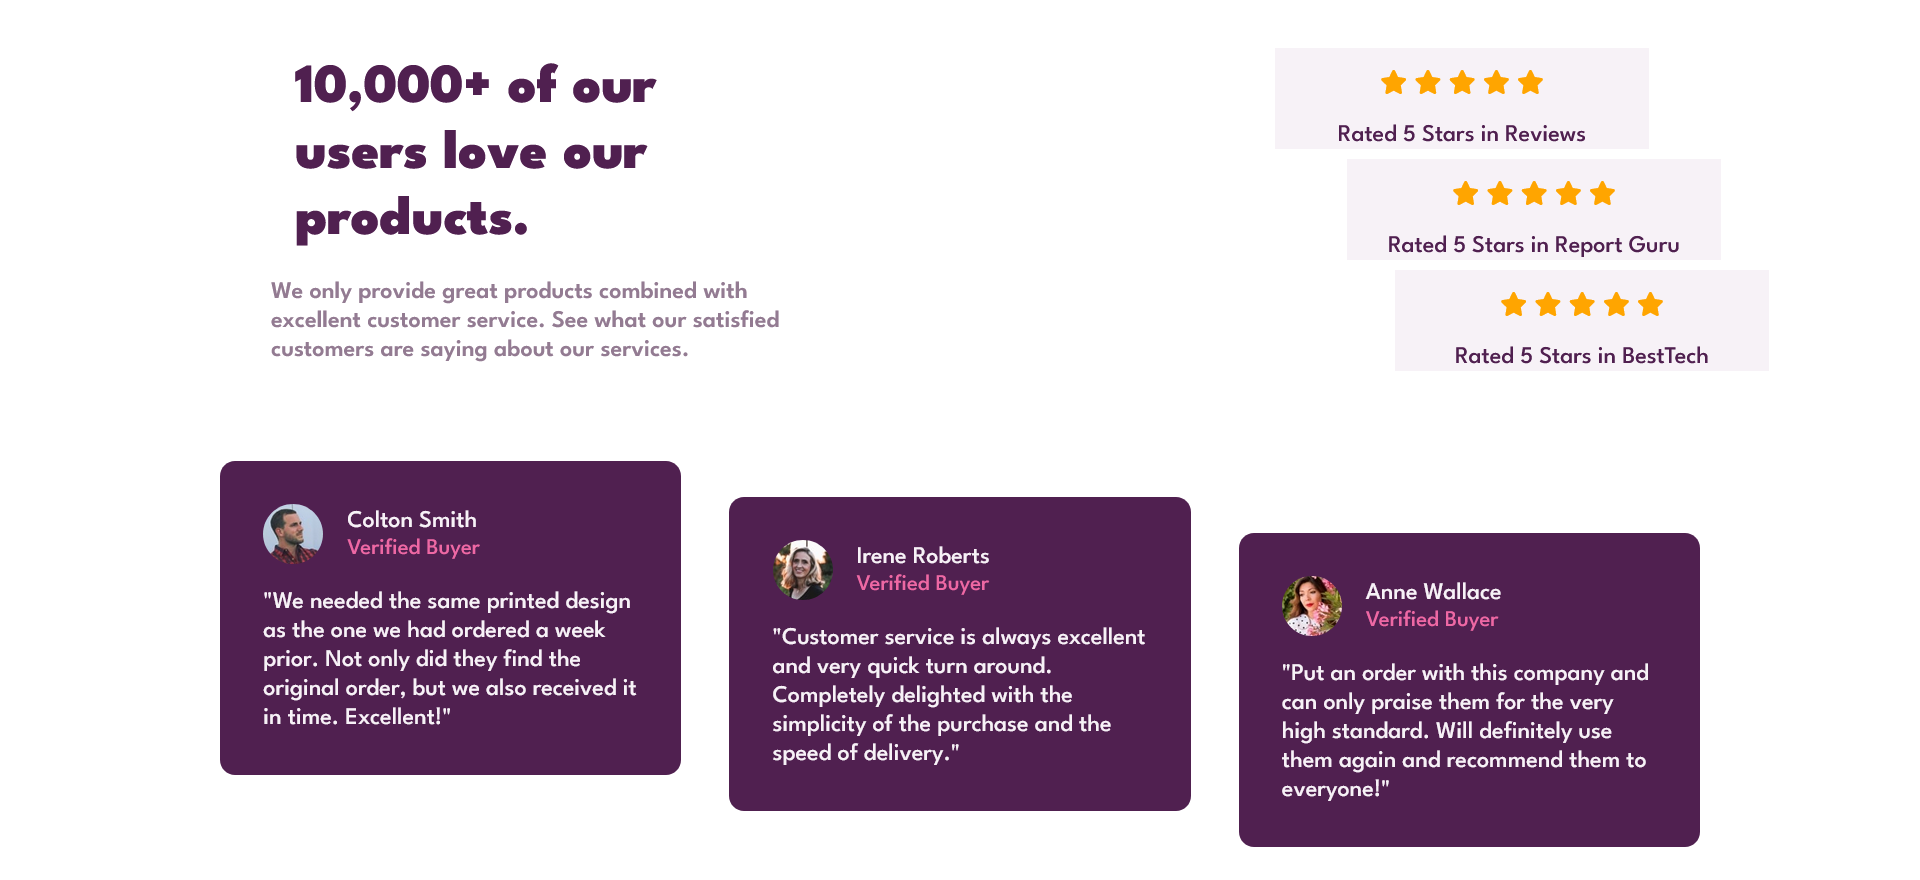 10,000+ of our
users love our
products.
We only provide great products combined with
excellent customer service. See what our satisfied
customers are saying about our services.
Rated 5 Stars in Reviews
Rated 5 Stars in Report Guru
Rated 5 Stars in BestTech
Colton Smith
Verified Buyer
"We needed the same printed design
as the one we had ordered a week
prior. Not only did they find the
original order, but we also received it
in time. Excellent!"
Irene Roberts
Verified Buyer
"Customer service is always excellent
and very quick turn around.
Completely delighted with the
simplicity of the purchase and the
speed of delivery."
Anne Wallace
Verified Buyer
"Put an order with this company and
can only praise them for the very
high standard. Will definitely use
them again and recommend them to
everyone!"